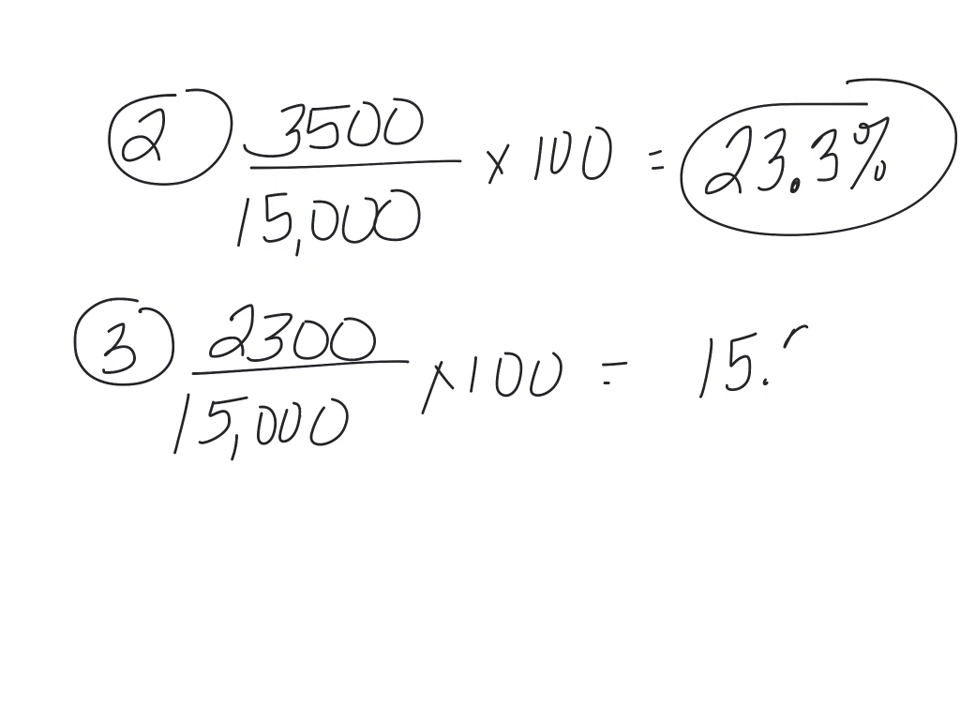 2 3500
15,000 x 100 = 23.3%
3 2300
15,000 x 100 = 15.